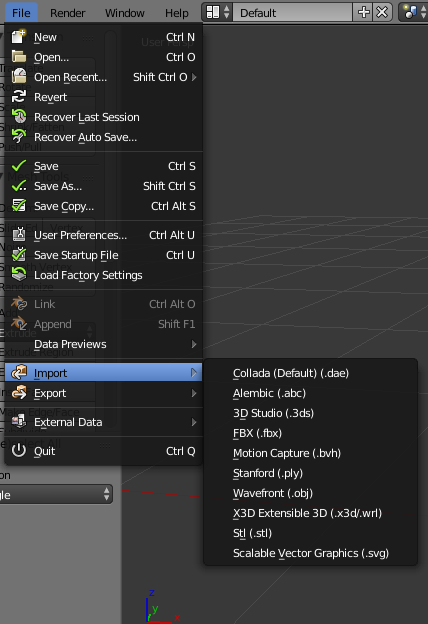 File Render Window Help Default
New Ctrl N
Open... Ctrl O
Open Recent... Shift Ctrl O
Revert
Recover Last Session
Recover Auto Save...
Save Ctrl S
Save As... Shift Ctrl S
Save Copy... Ctrl Alt S
User Preferences... Ctrl Alt U
Save Startup File Ctrl U
Load Factory Settings
Link Ctrl Alt O
Append Shift F1
Data Previews
Import
Export
External Data
Quit Ctrl Q
Collada (Default) (.dae)
Alembic (.abc)
3D Studio (.3ds)
FBX (.fbx)
Motion Capture (.bvh)
Stanford (.ply)
Wavefront (.obj)
X3D Extensible 3D (.x3d/.wrl)
Stl (.stl)
Scalable Vector Graphics (.svg)
on
gle
z
y
x